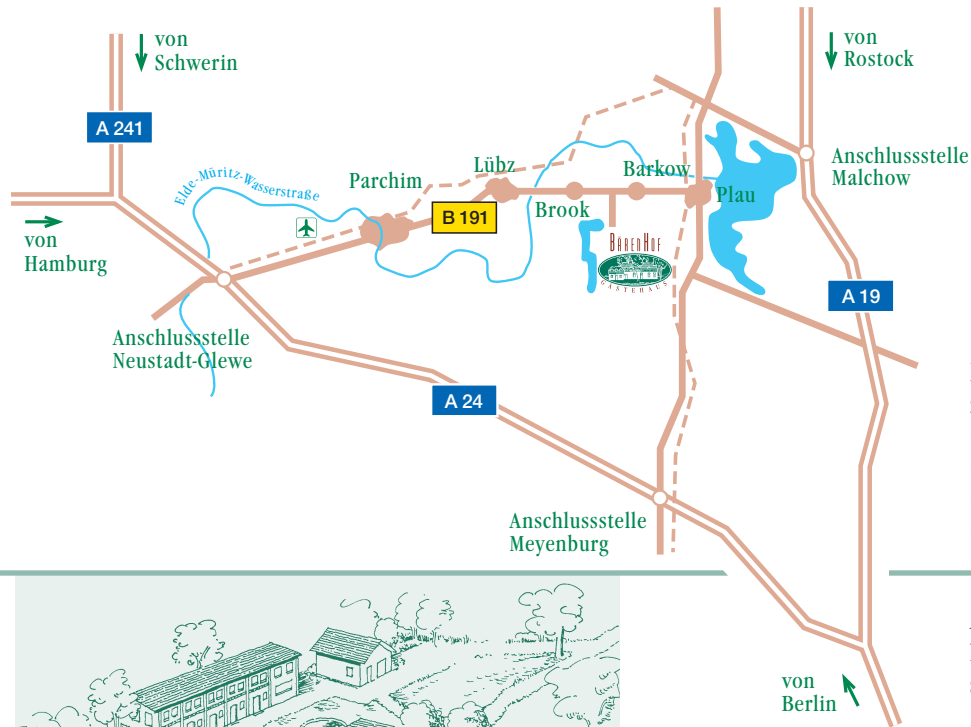 von
Schwerin
von
Rostock
A 241
Elde-Müritz-Wasserstraße
Parchim
Lübz
Barkow
Anschlussstelle
Malchow
Brook
Plau
B 191
von
Hamburg
BÄRENHOF
GÄSTEHAUS
A 19
Anschlussstelle
Neustadt-Glewe
A 24
Anschlussstelle
Meyenburg
von
Berlin